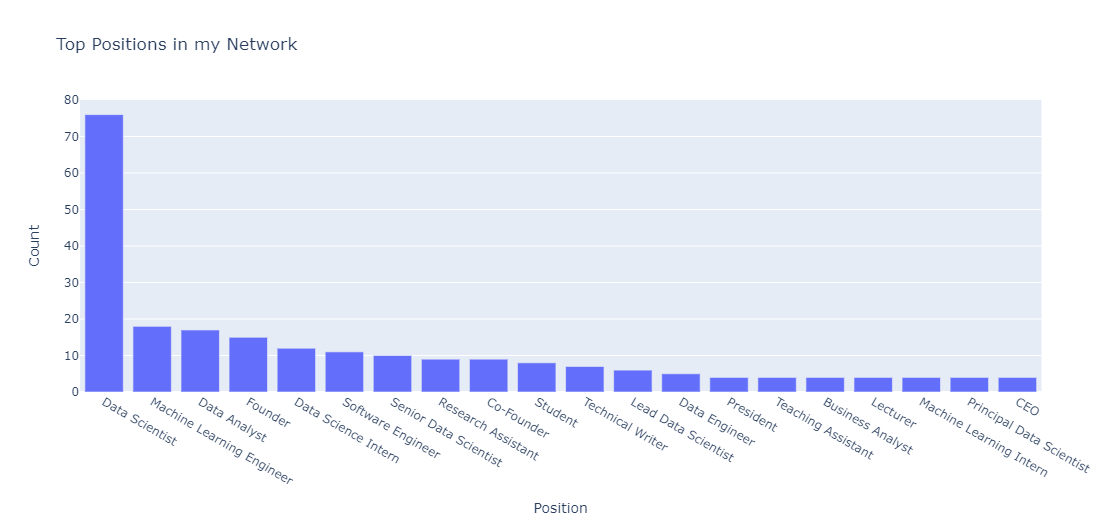 Top Positions in my Network
80
70
60
50
40
30
20
10
0
Count
Data Scientist
Machine Learning Engineer
Data Analyst
Founder
Data Science Intern
Software Engineer
Senior Data Scientist
Research Assistant
Co-Founder
Student
Technical Writer
Lead Data Scientist
Data Engineer
President
Teaching Assistant
Business Analyst
Lecturer
Machine Learning Intern
Principal Data Scientist
CEO
Position